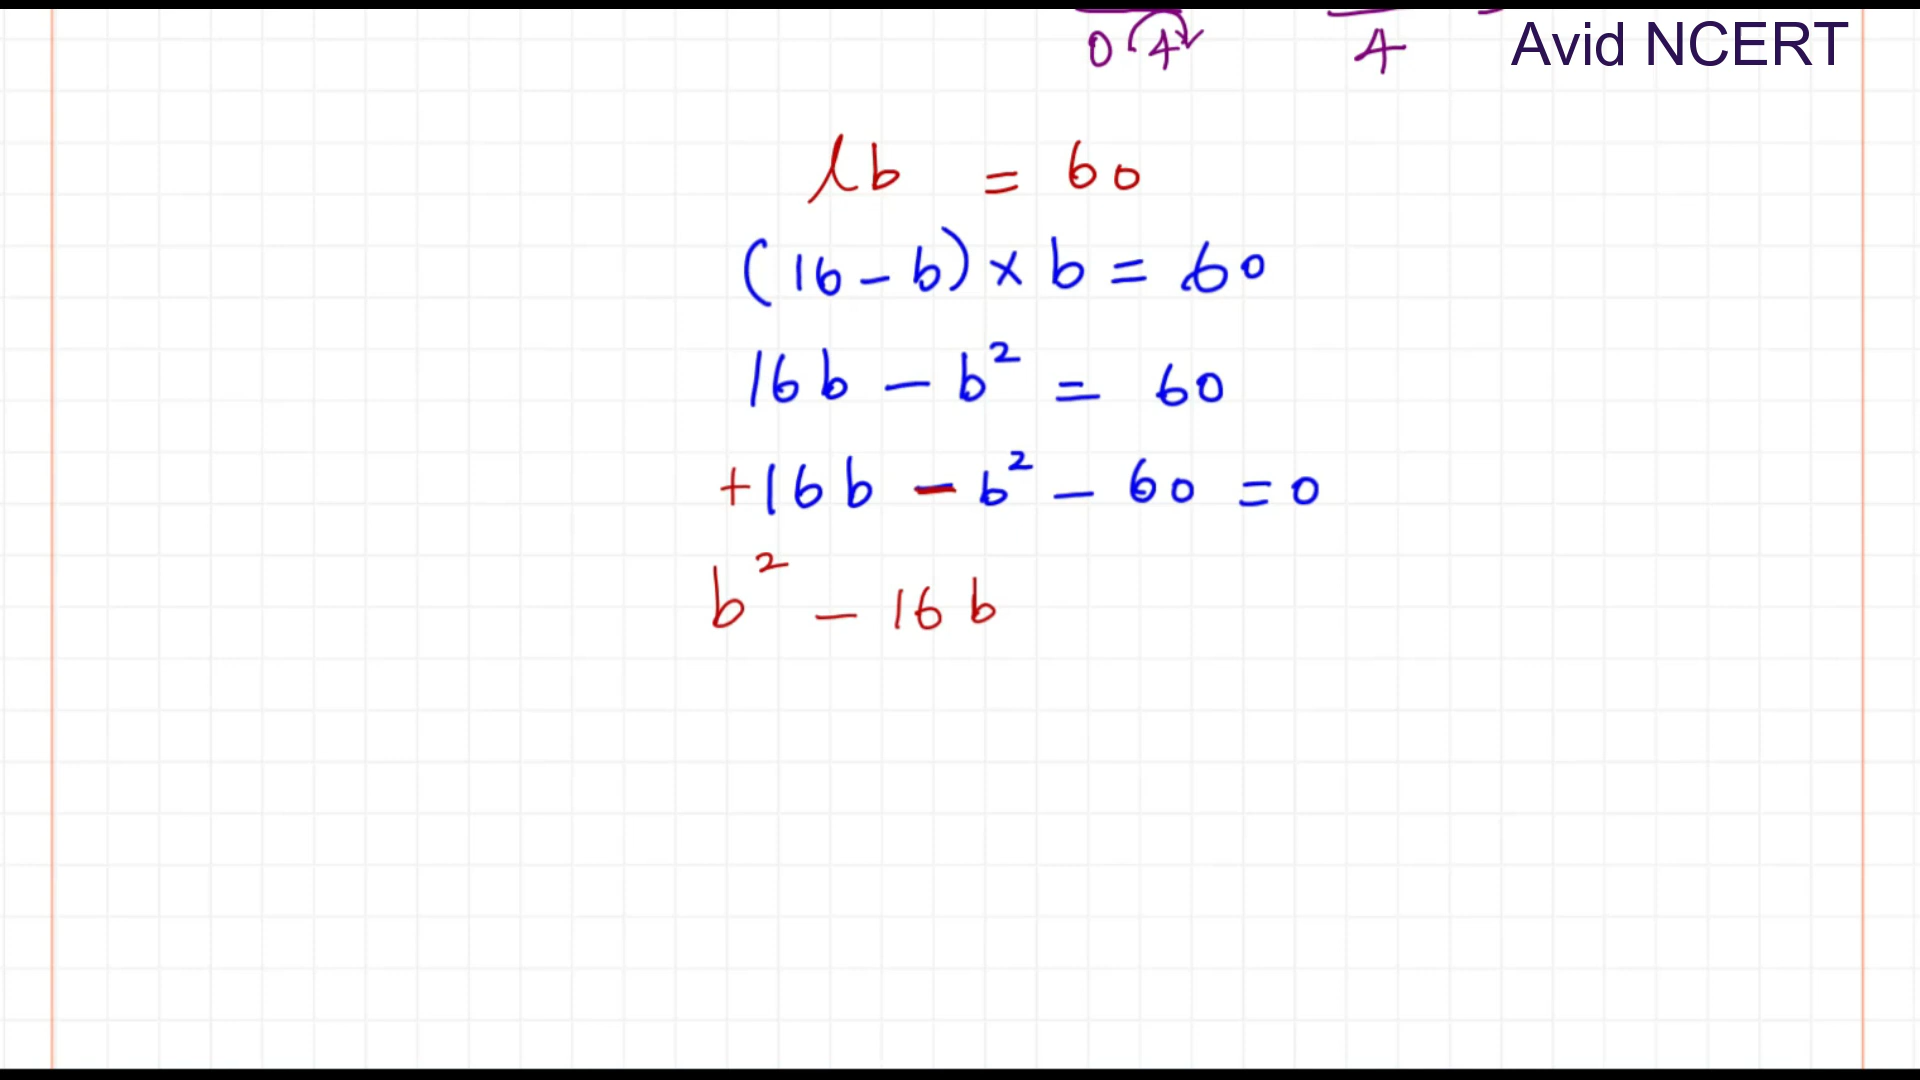 0 4 4 Avid NCERT
lb = 60
(16 - b) × b = 60
16b - b² = 60
+16b - b² - 60 = 0
b² - 16b